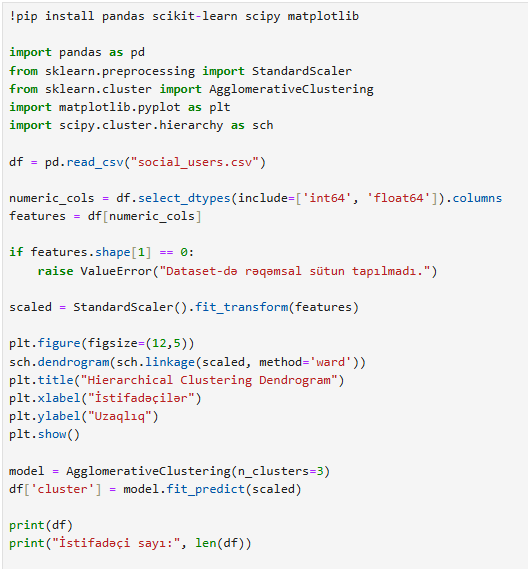 !pip install pandas scikit-learn scipy matplotlib
import pandas as pd
from sklearn.preprocessing import StandardScaler
from sklearn.cluster import AgglomerativeClustering
import matplotlib.pyplot as plt
import scipy.cluster.hierarchy as sch
df = pd.read_csv("social_users.csv")
numeric_cols = df.select_dtypes(include=['int64', 'float64']).columns
features = df[numeric_cols]
if features.shape[1] == 0:
    raise ValueError("Dataset-də rəqəmsal sütun tapılmadı.")
scaled = StandardScaler().fit_transform(features)
plt.figure(figsize=(12,5))
sch.dendrogram(sch.linkage(scaled, method='ward'))
plt.title("Hierarchical Clustering Dendrogram")
plt.xlabel("İstifadəçilər")
plt.ylabel("Uzaqlıq")
plt.show()
model = AgglomerativeClustering(n_clusters=3)
df['cluster'] = model.fit_predict(scaled)
print(df)
print("İstifadəçi sayı:", len(df))